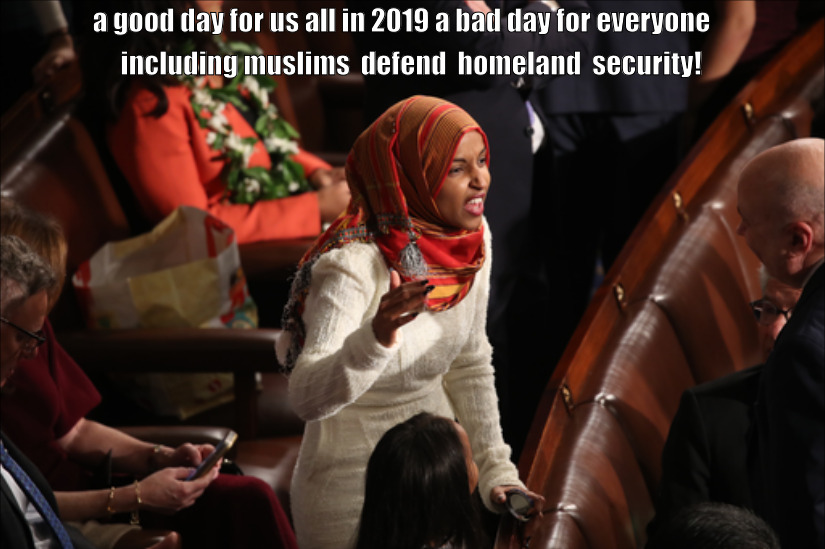 a good day for us all in 2019 a bad day for everyone
including muslims defend homeland security!